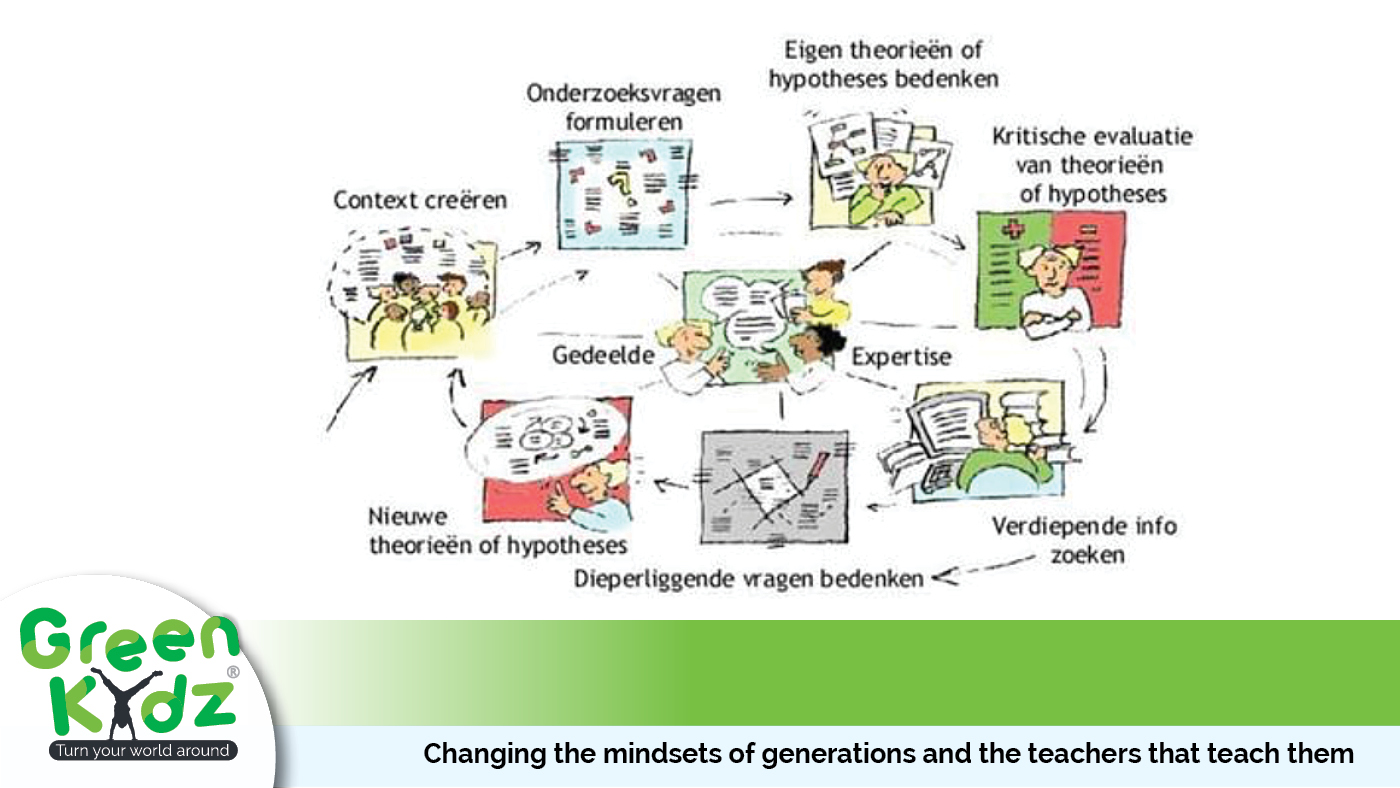 Eigen theorieën of
hypotheses bedenken
Onderzoeksvragen
formuleren
Kritische evaluatie
van theorieën
of hypotheses
Context creëren
Gedeelde
Expertise
Nieuwe
theorieën of hypotheses
Verdiepende info
zoeken
Dieperliggende vragen bedenken
Green
Kydz®
Turn your world around
Changing the mindsets of generations and the teachers that teach them